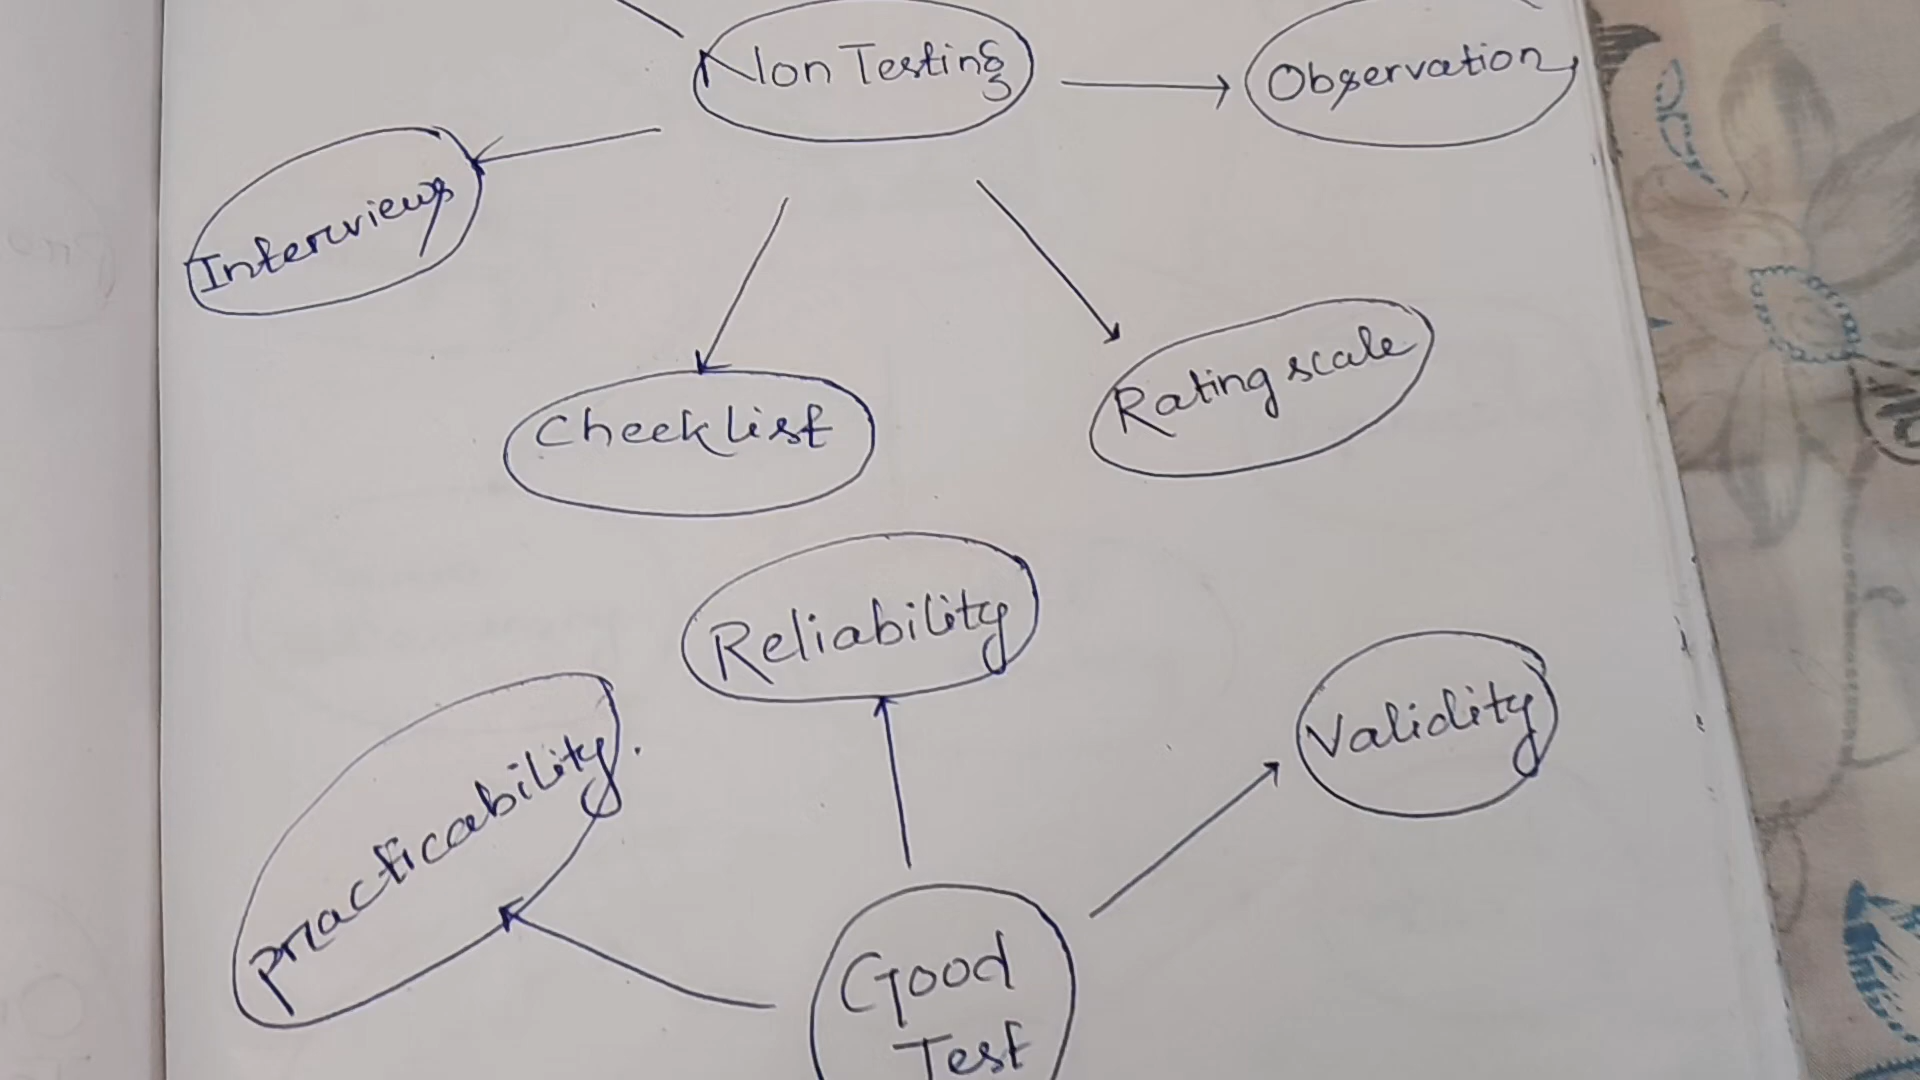 Non Testing
Observation
Interviews
Checklist
Rating scale
Reliability
Validity
practicability.
Good
Test